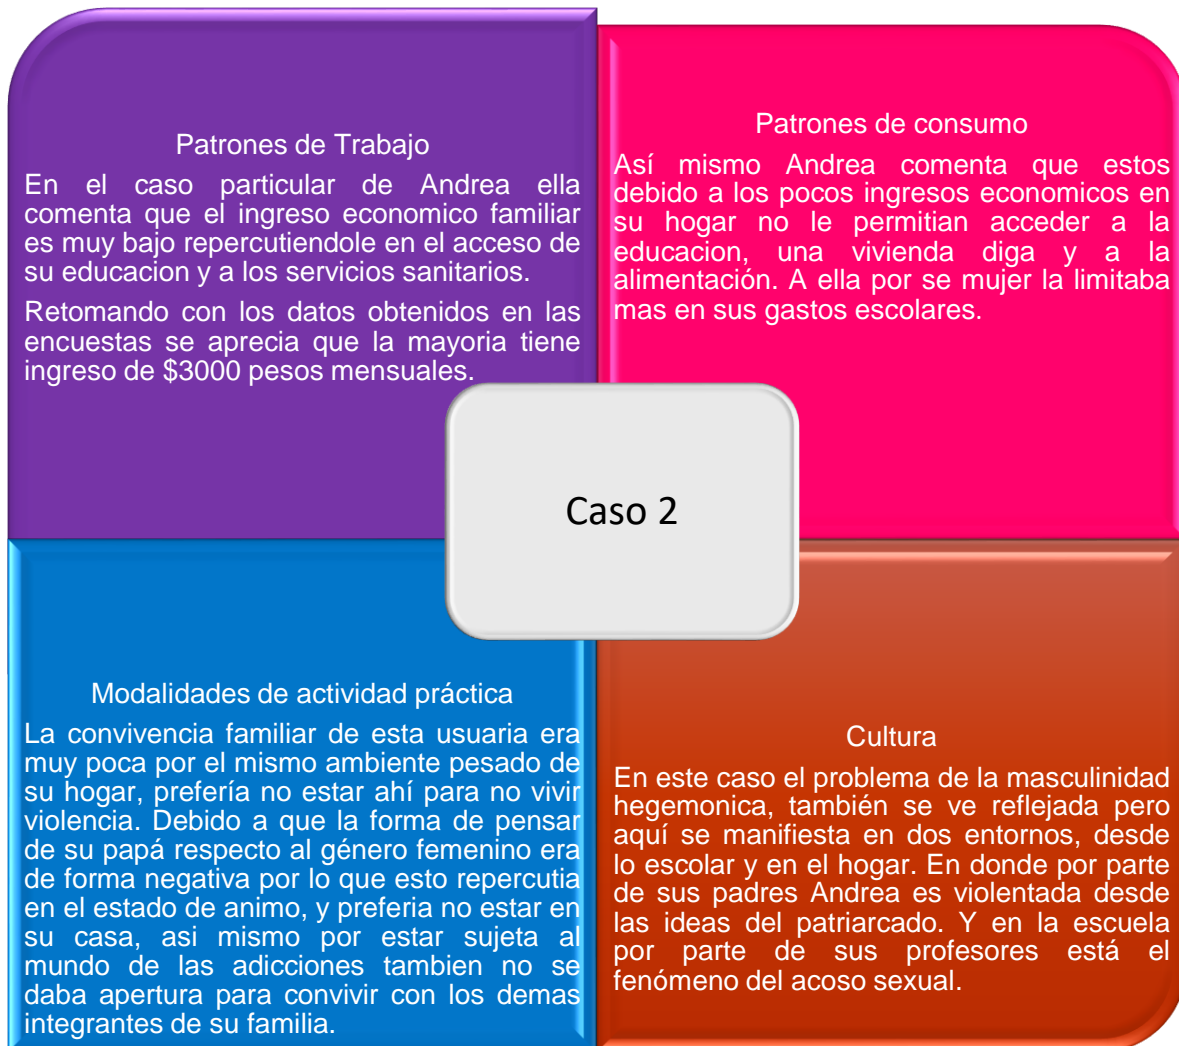 Patrones de Trabajo
En el caso particular de Andrea ella
comenta que el ingreso economico familiar
es muy bajo repercutiendole en el acceso de
su educacion y a los servicios sanitarios.
Retomando con los datos obtenidos en las
encuestas se aprecia que la mayoria tiene
ingreso de $3000 pesos mensuales.
Patrones de consumo
Así mismo Andrea comenta que estos
debido a los pocos ingresos economicos en
su hogar no le permitian acceder a la
educacion, una vivienda diga y a la
alimentación. A ella por se mujer la limitaba
mas en sus gastos escolares.
Caso 2
Modalidades de actividad práctica
La convivencia familiar de esta usuaria era
muy poca por el mismo ambiente pesado de
su hogar, prefería no estar ahí para no vivir
violencia. Debido a que la forma de pensar
de su papá respecto al género femenino era
de forma negativa por lo que esto repercutia
en el estado de animo, y preferia no estar en
su casa, asi mismo por estar sujeta al
mundo de las adicciones tambien no se
daba apertura para convivir con los demas
integrantes de su familia.
Cultura
En este caso el problema de la masculinidad
hegemonica, también se ve reflejada pero
aquí se manifiesta en dos entornos, desde
lo escolar y en el hogar. En donde por parte
de sus padres Andrea es violentada desde
las ideas del patriarcado. Y en la escuela
por parte de sus profesores está el
fenómeno del acoso sexual.